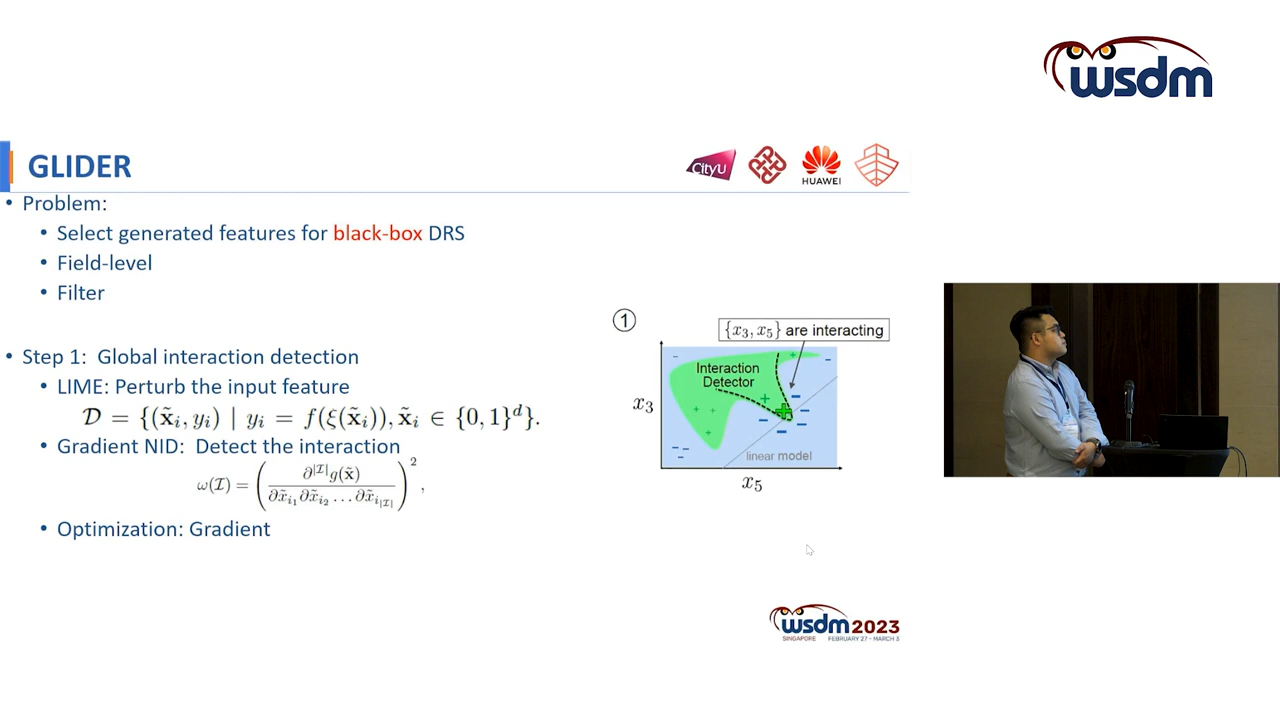 wsdm
GLIDER
CityU
HUAWEI
• Problem:
• Select generated features for black-box DRS
• Field-level
• Filter
• Step 1: Global interaction detection
• LIME: Perturb the input feature
𝒟 = {(x̃ᵢ, yᵢ) | yᵢ = f(ξ(x̃ᵢ)), x̃ᵢ ∈ {0, 1}ᵈ}.
• Gradient NID: Detect the interaction
ω(ℐ) = (∂^|ℐ| g(x̃) / ∂x̃_{i₁}∂x̃_{i₂} … ∂x̃_{i_|ℐ|})²,
• Optimization: Gradient
①
{x₃, x₅} are interacting
Interaction
Detector
x₃
linear model
x₅
wsdm2023
SINGAPORE FEBRUARY 27 - MARCH 3